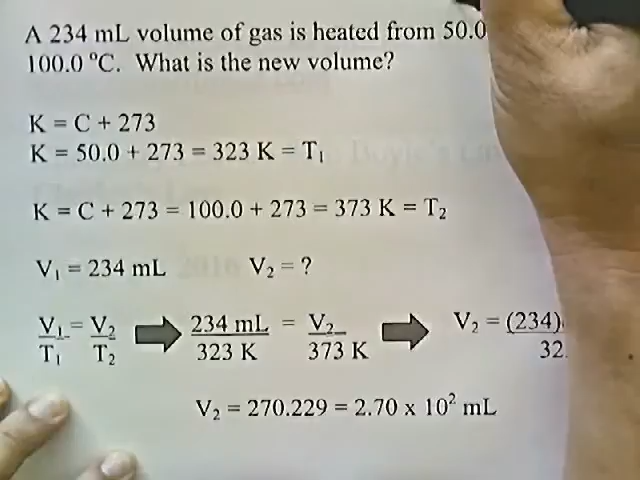 A 234 mL volume of gas is heated from 50.0
100.0 ºC. What is the new volume?
K = C + 273
K = 50.0 + 273 = 323 K = T₁
K = C + 273 = 100.0 + 273 = 373 K = T₂
V₁ = 234 mL V₂ = ?
V₁ = V₂ 234 mL = V₂ V₂ = (234)
T₁ T₂ 323 K 373 K 32
V₂ = 270.229 = 2.70 x 10² mL